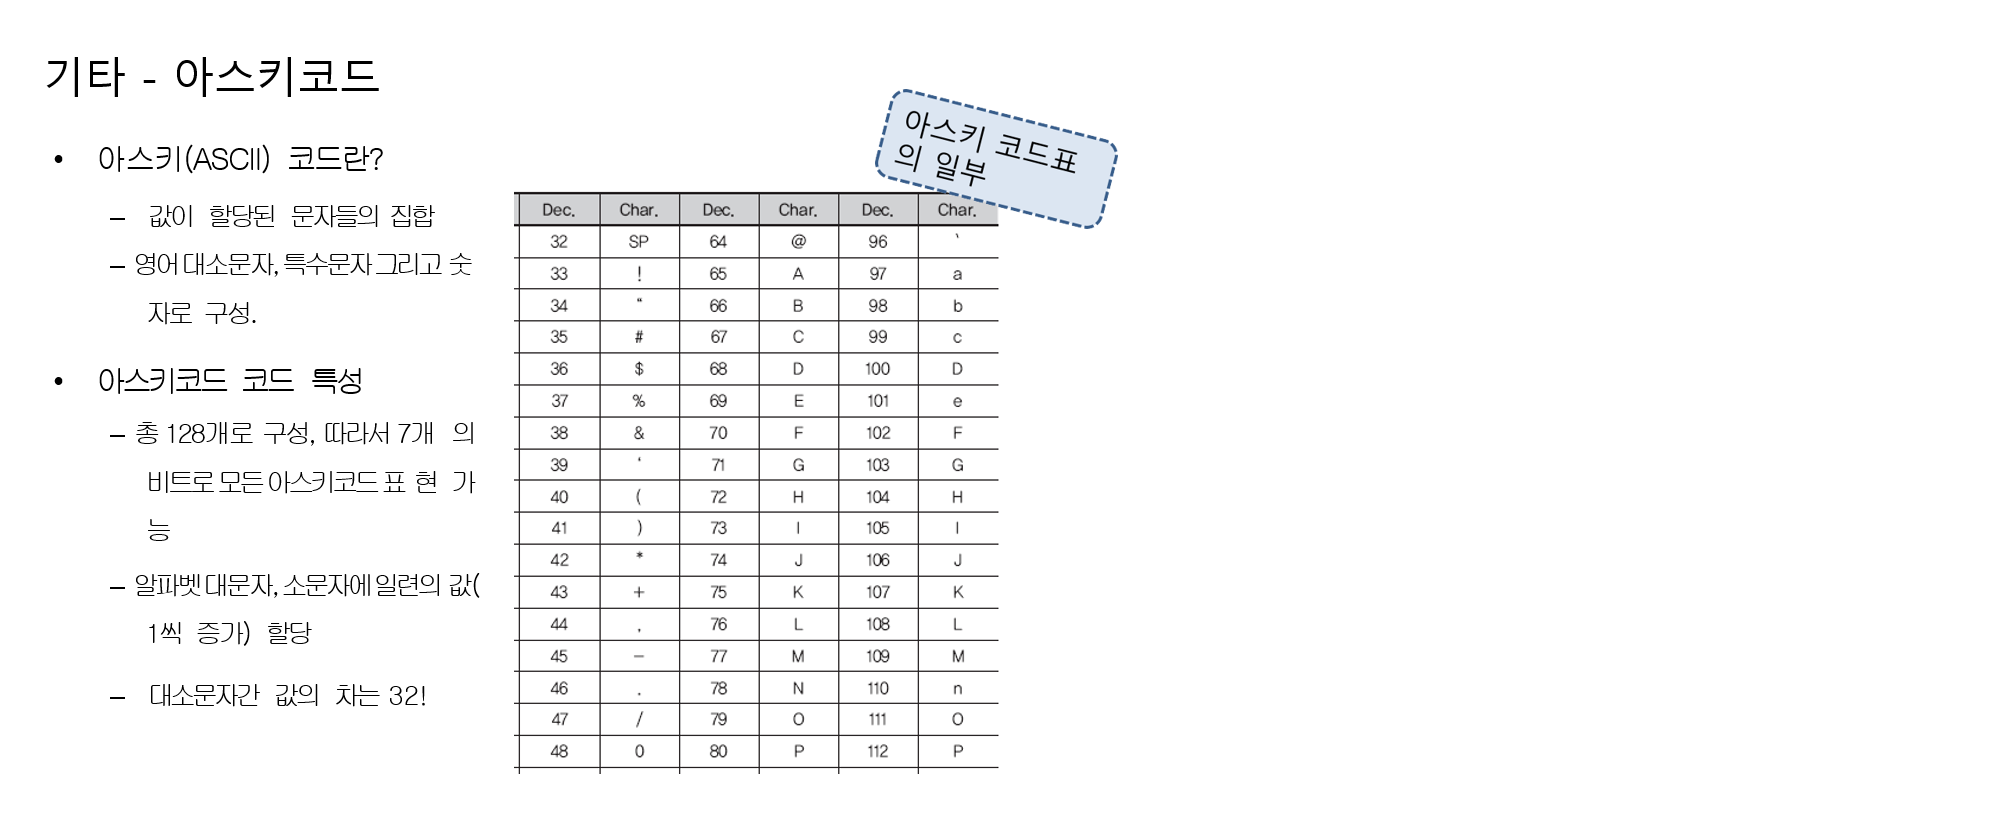 기타 - 아스키코드
• 아스키(ASCII) 코드란?
– 값이 할당된 문자들의 집합
– 영어 대소문자, 특수문자 그리고 숫
자로 구성.
• 아스키코드 코드 특성
– 총 128개로 구성, 따라서 7개 의
비트로 모든 아스키코드 표 현 가
능
– 알파벳 대문자, 소문자에 일련의 값(
1씩 증가) 할당
– 대소문자간 값의 차는 32!
아스키 코드표
의 일부
Dec. Char. Dec. Char. Dec. Char.
32 SP 64 @ 96 `
33 ! 65 A 97 a
34 “ 66 B 98 b
35 # 67 C 99 c
36 $ 68 D 100 D
37 % 69 E 101 e
38 & 70 F 102 F
39 ‘ 71 G 103 G
40 ( 72 H 104 H
41 ) 73 I 105 I
42 * 74 J 106 J
43 + 75 K 107 K
44 , 76 L 108 L
45 – 77 M 109 M
46 . 78 N 110 n
47 / 79 O 111 O
48 0 80 P 112 P